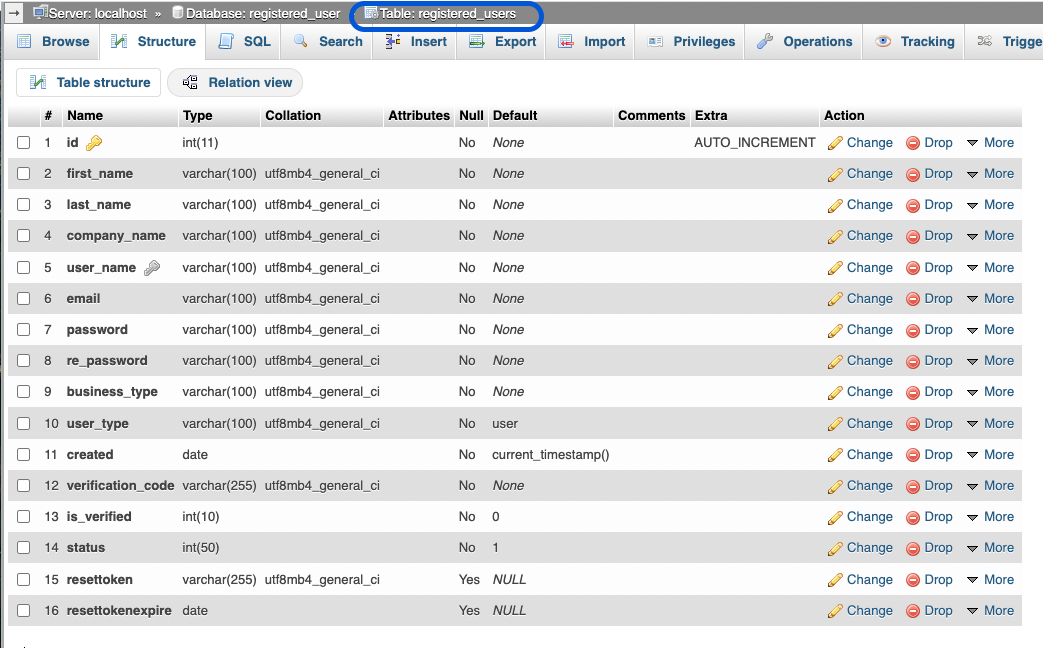 Server: localhost » Database: registered_user Table: registered_users
Browse Structure SQL Search Insert Export Import Privileges Operations Tracking Trigge
Table structure Relation view
# Name Type Collation Attributes Null Default Comments Extra Action
1 id int(11) No None AUTO_INCREMENT Change Drop More
2 first_name varchar(100) utf8mb4_general_ci No None Change Drop More
3 last_name varchar(100) utf8mb4_general_ci No None Change Drop More
4 company_name varchar(100) utf8mb4_general_ci No None Change Drop More
5 user_name varchar(100) utf8mb4_general_ci No None Change Drop More
6 email varchar(100) utf8mb4_general_ci No None Change Drop More
7 password varchar(100) utf8mb4_general_ci No None Change Drop More
8 re_password varchar(100) utf8mb4_general_ci No None Change Drop More
9 business_type varchar(100) utf8mb4_general_ci No None Change Drop More
10 user_type varchar(100) utf8mb4_general_ci No user Change Drop More
11 created date No current_timestamp() Change Drop More
12 verification_code varchar(255) utf8mb4_general_ci No None Change Drop More
13 is_verified int(10) No 0 Change Drop More
14 status int(50) No 1 Change Drop More
15 resettoken varchar(255) utf8mb4_general_ci Yes NULL Change Drop More
16 resettokenexpire date Yes NULL Change Drop More